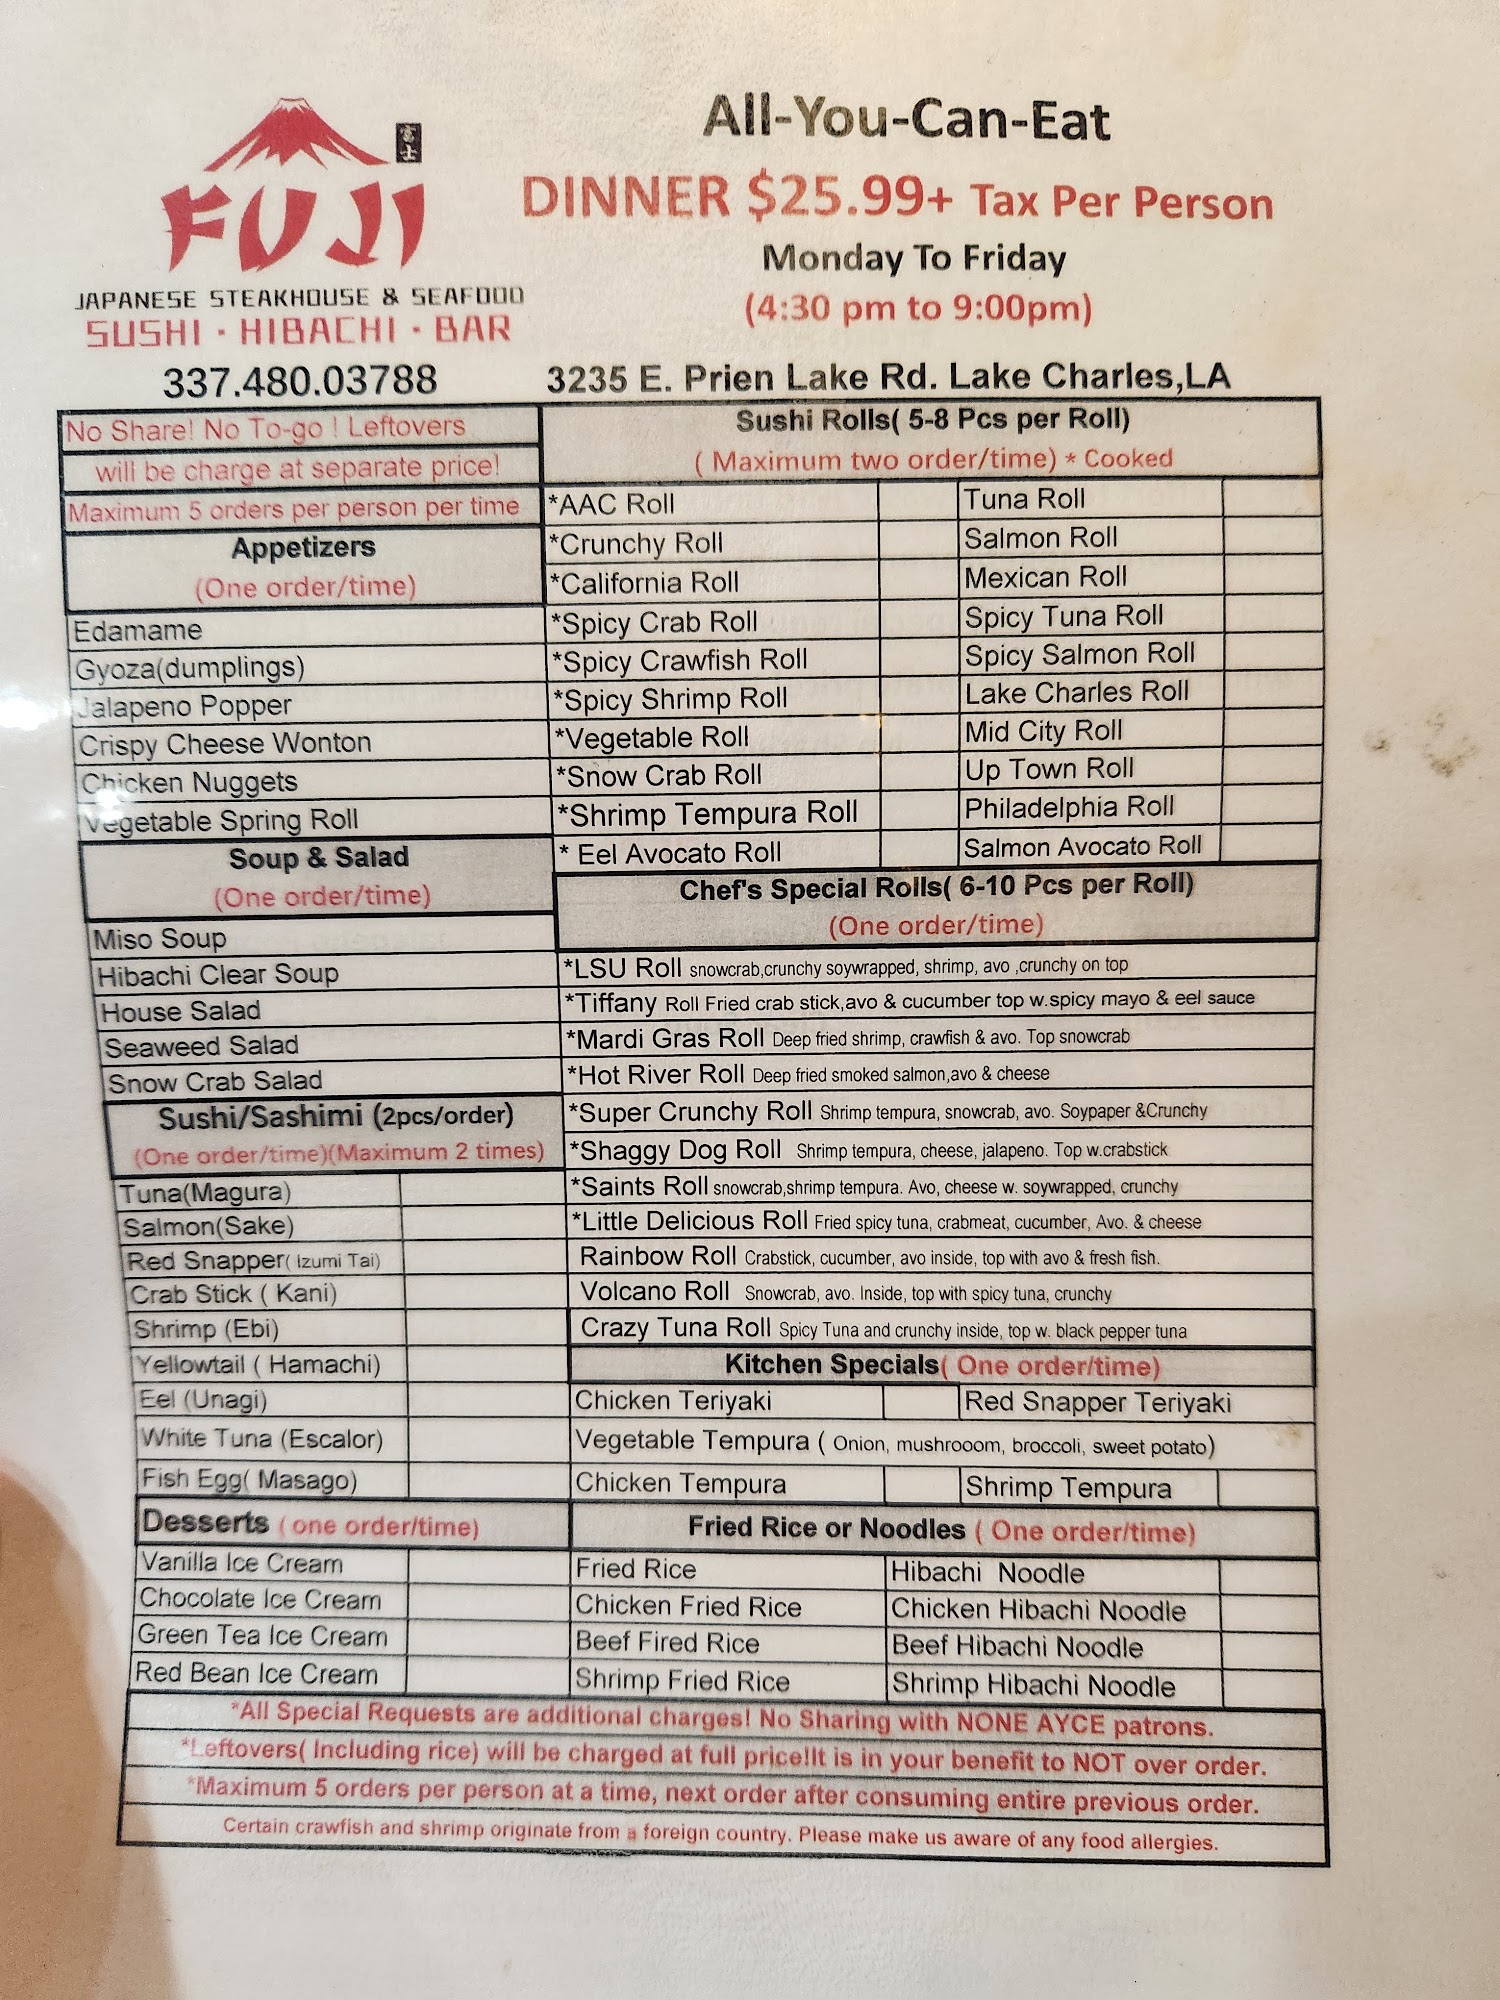 富士
FUJI
JAPANESE STEAKHOUSE & SEAFOOD
SUSHI · HIBACHI · BAR
337.480.03788
All-You-Can-Eat
DINNER $25.99+ Tax Per Person
Monday To Friday
(4:30 pm to 9:00pm)
3235 E. Prien Lake Rd. Lake Charles,LA
No Share! No To-go ! Leftovers
will be charge at separate price!
Maximum 5 orders per person per time
Appetizers
(One order/time)
Edamame
Gyoza(dumplings)
Jalapeno Popper
Crispy Cheese Wonton
Chicken Nuggets
Vegetable Spring Roll
Soup & Salad
(One order/time)
Miso Soup
Hibachi Clear Soup
House Salad
Seaweed Salad
Snow Crab Salad
Sushi/Sashimi (2pcs/order)
(One order/time)(Maximum 2 times)
Tuna(Magura)
Salmon(Sake)
Red Snapper( Izumi Tai)
Crab Stick ( Kani)
Shrimp (Ebi)
Yellowtail ( Hamachi)
Eel (Unagi)
White Tuna (Escalor)
Fish Egg( Masago)
Desserts ( one order/time)
Vanilla Ice Cream
Chocolate Ice Cream
Green Tea Ice Cream
Red Bean Ice Cream
Sushi Rolls( 5-8 Pcs per Roll)
( Maximum two order/time) * Cooked
*AAC Roll Tuna Roll
*Crunchy Roll Salmon Roll
*California Roll Mexican Roll
*Spicy Crab Roll Spicy Tuna Roll
*Spicy Crawfish Roll Spicy Salmon Roll
*Spicy Shrimp Roll Lake Charles Roll
*Vegetable Roll Mid City Roll
*Snow Crab Roll Up Town Roll
*Shrimp Tempura Roll Philadelphia Roll
* Eel Avocato Roll Salmon Avocato Roll
Chef's Special Rolls( 6-10 Pcs per Roll)
(One order/time)
*LSU Roll snowcrab,crunchy soywrapped, shrimp, avo ,crunchy on top
*Tiffany Roll Fried crab stick,avo & cucumber top w.spicy mayo & eel sauce
*Mardi Gras Roll Deep fried shrimp, crawfish & avo. Top snowcrab
*Hot River Roll Deep fried smoked salmon,avo & cheese
*Super Crunchy Roll Shrimp tempura, snowcrab, avo. Soypaper &Crunchy
*Shaggy Dog Roll Shrimp tempura, cheese, jalapeno. Top w.crabstick
*Saints Roll snowcrab,shrimp tempura. Avo, cheese w. soywrapped, crunchy
*Little Delicious Roll Fried spicy tuna, crabmeat, cucumber, Avo. & cheese
Rainbow Roll Crabstick, cucumber, avo inside, top with avo & fresh fish.
Volcano Roll Snowcrab, avo. Inside, top with spicy tuna, crunchy
Crazy Tuna Roll Spicy Tuna and crunchy inside, top w. black pepper tuna
Kitchen Specials( One order/time)
Chicken Teriyaki Red Snapper Teriyaki
Vegetable Tempura ( Onion, mushrooom, broccoli, sweet potato)
Chicken Tempura Shrimp Tempura
Fried Rice or Noodles ( One order/time)
Fried Rice Hibachi Noodle
Chicken Fried Rice Chicken Hibachi Noodle
Beef Fired Rice Beef Hibachi Noodle
Shrimp Fried Rice Shrimp Hibachi Noodle
*All Special Requests are additional charges! No Sharing with NONE AYCE patrons.
*Leftovers( Including rice) will be charged at full price!It is in your benefit to NOT over order.
*Maximum 5 orders per person at a time, next order after consuming entire previous order.
Certain crawfish and shrimp originate from a foreign country. Please make us aware of any food allergies.